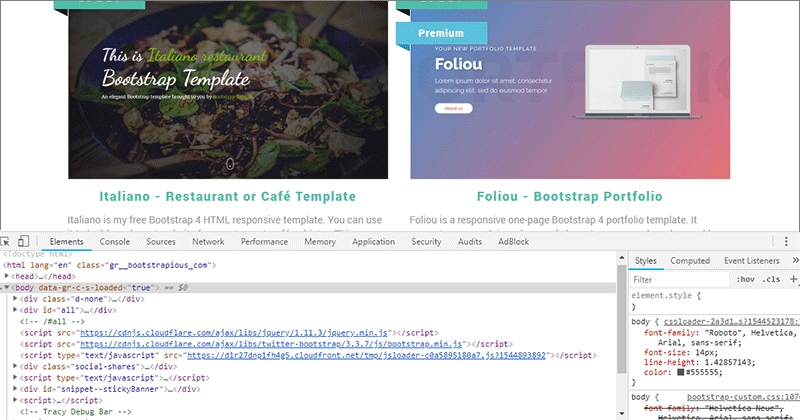 Premium
This is Italiano restaurant
Bootstrap Template
An elegant Bootstrap template brought to you by
YOUR NEW PORTFOLIO TEMPLATE
Foliou
Lorem ipsum dolor sit amet, consectetur
adipiscing elit, sed do eiusmod tempor
About us
Italiano - Restaurant or Café Template
Foliou - Bootstrap Portfolio
Italiano is my free Bootstrap 4 HTML responsive template. You can use
Foliou is a responsive one-page Bootstrap 4 portfolio template. It
Elements Console Sources Network Performance Memory Application Security Audits AdBlock
<!doctype html>
<html lang="en" class="gr__bootstrapious_com">
<head>…</head>
<body data-gr-c-s-loaded="true"> == $0
<div class="d-none">…</div>
<div id="all">…</div>
<!-- /#all -->
<script src="https://cdnjs.cloudflare.com/ajax/libs/jquery/1.11.3/jquery.min.js"></script>
<script src="https://cdnjs.cloudflare.com/ajax/libs/twitter-bootstrap/3.3.7/js/bootstrap.min.js"></script>
<script type="text/javascript" src="https://d1r27dnplfh4g5.cloudfront.net/tmp/jsloader-c0a5895180a7.js?1544893892"></script>
<div class="social-shares">…</div>
<script type="text/javascript">…</script>
<div id="snippet--stickyBanner">…</div>
<script>…</script>
<!-- Tracy Debug Bar -->
Styles Computed Event Listeners »
Filter :hov .cls +
element.style {
}
body { cssloader-2a3d1.s?1544523178:1
font-family: "Roboto", Helvetica,
Arial, sans-serif;
font-size: 14px;
line-height: 1.42857143;
color: #555555;
}
body { bootstrap-custom.css:107
font-family: "Helvetica Neue",
Helvetica, Arial, sans-serif;